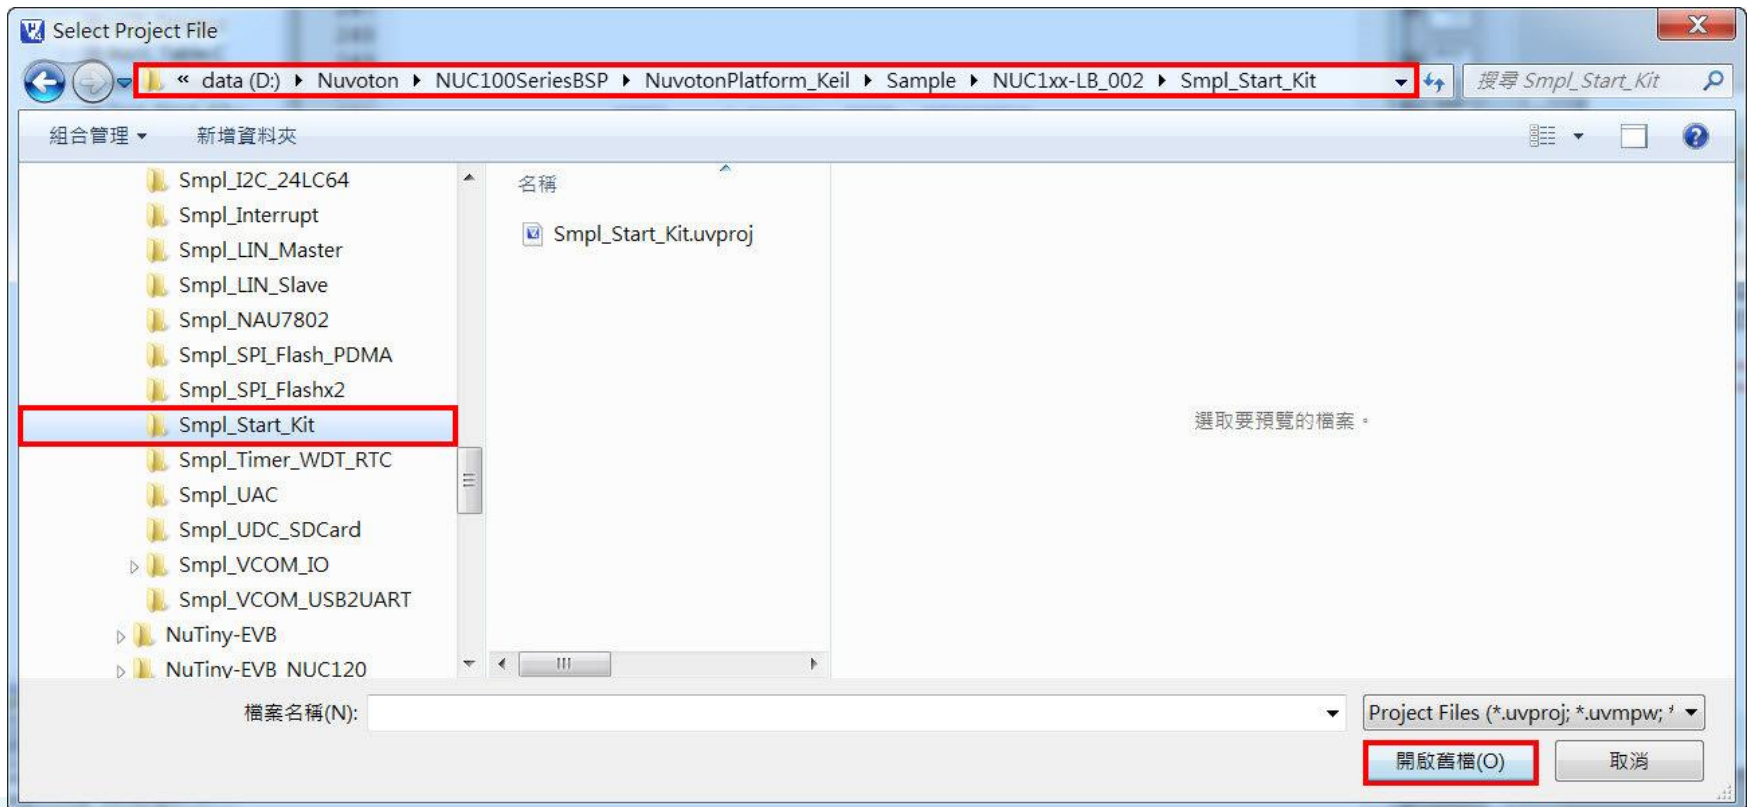 Select Project File
« data (D:) ▸ Nuvoton ▸ NUC100SeriesBSP ▸ NuvotonPlatform_Keil ▸ Sample ▸ NUC1xx-LB_002 ▸ Smpl_Start_Kit
搜尋 Smpl_Start_Kit
組合管理 新增資料夾
Smpl_I2C_24LC64
Smpl_Interrupt
Smpl_LIN_Master
Smpl_LIN_Slave
Smpl_NAU7802
Smpl_SPI_Flash_PDMA
Smpl_SPI_Flashx2
Smpl_Start_Kit
Smpl_Timer_WDT_RTC
Smpl_UAC
Smpl_UDC_SDCard
Smpl_VCOM_IO
Smpl_VCOM_USB2UART
NuTiny-EVB
NuTiny-EVB_NUC120
名稱
Smpl_Start_Kit.uvproj
選取要預覽的檔案。
檔案名稱(N):
Project Files (*.uvproj; *.uvmpw; *
開啟舊檔(O)
取消